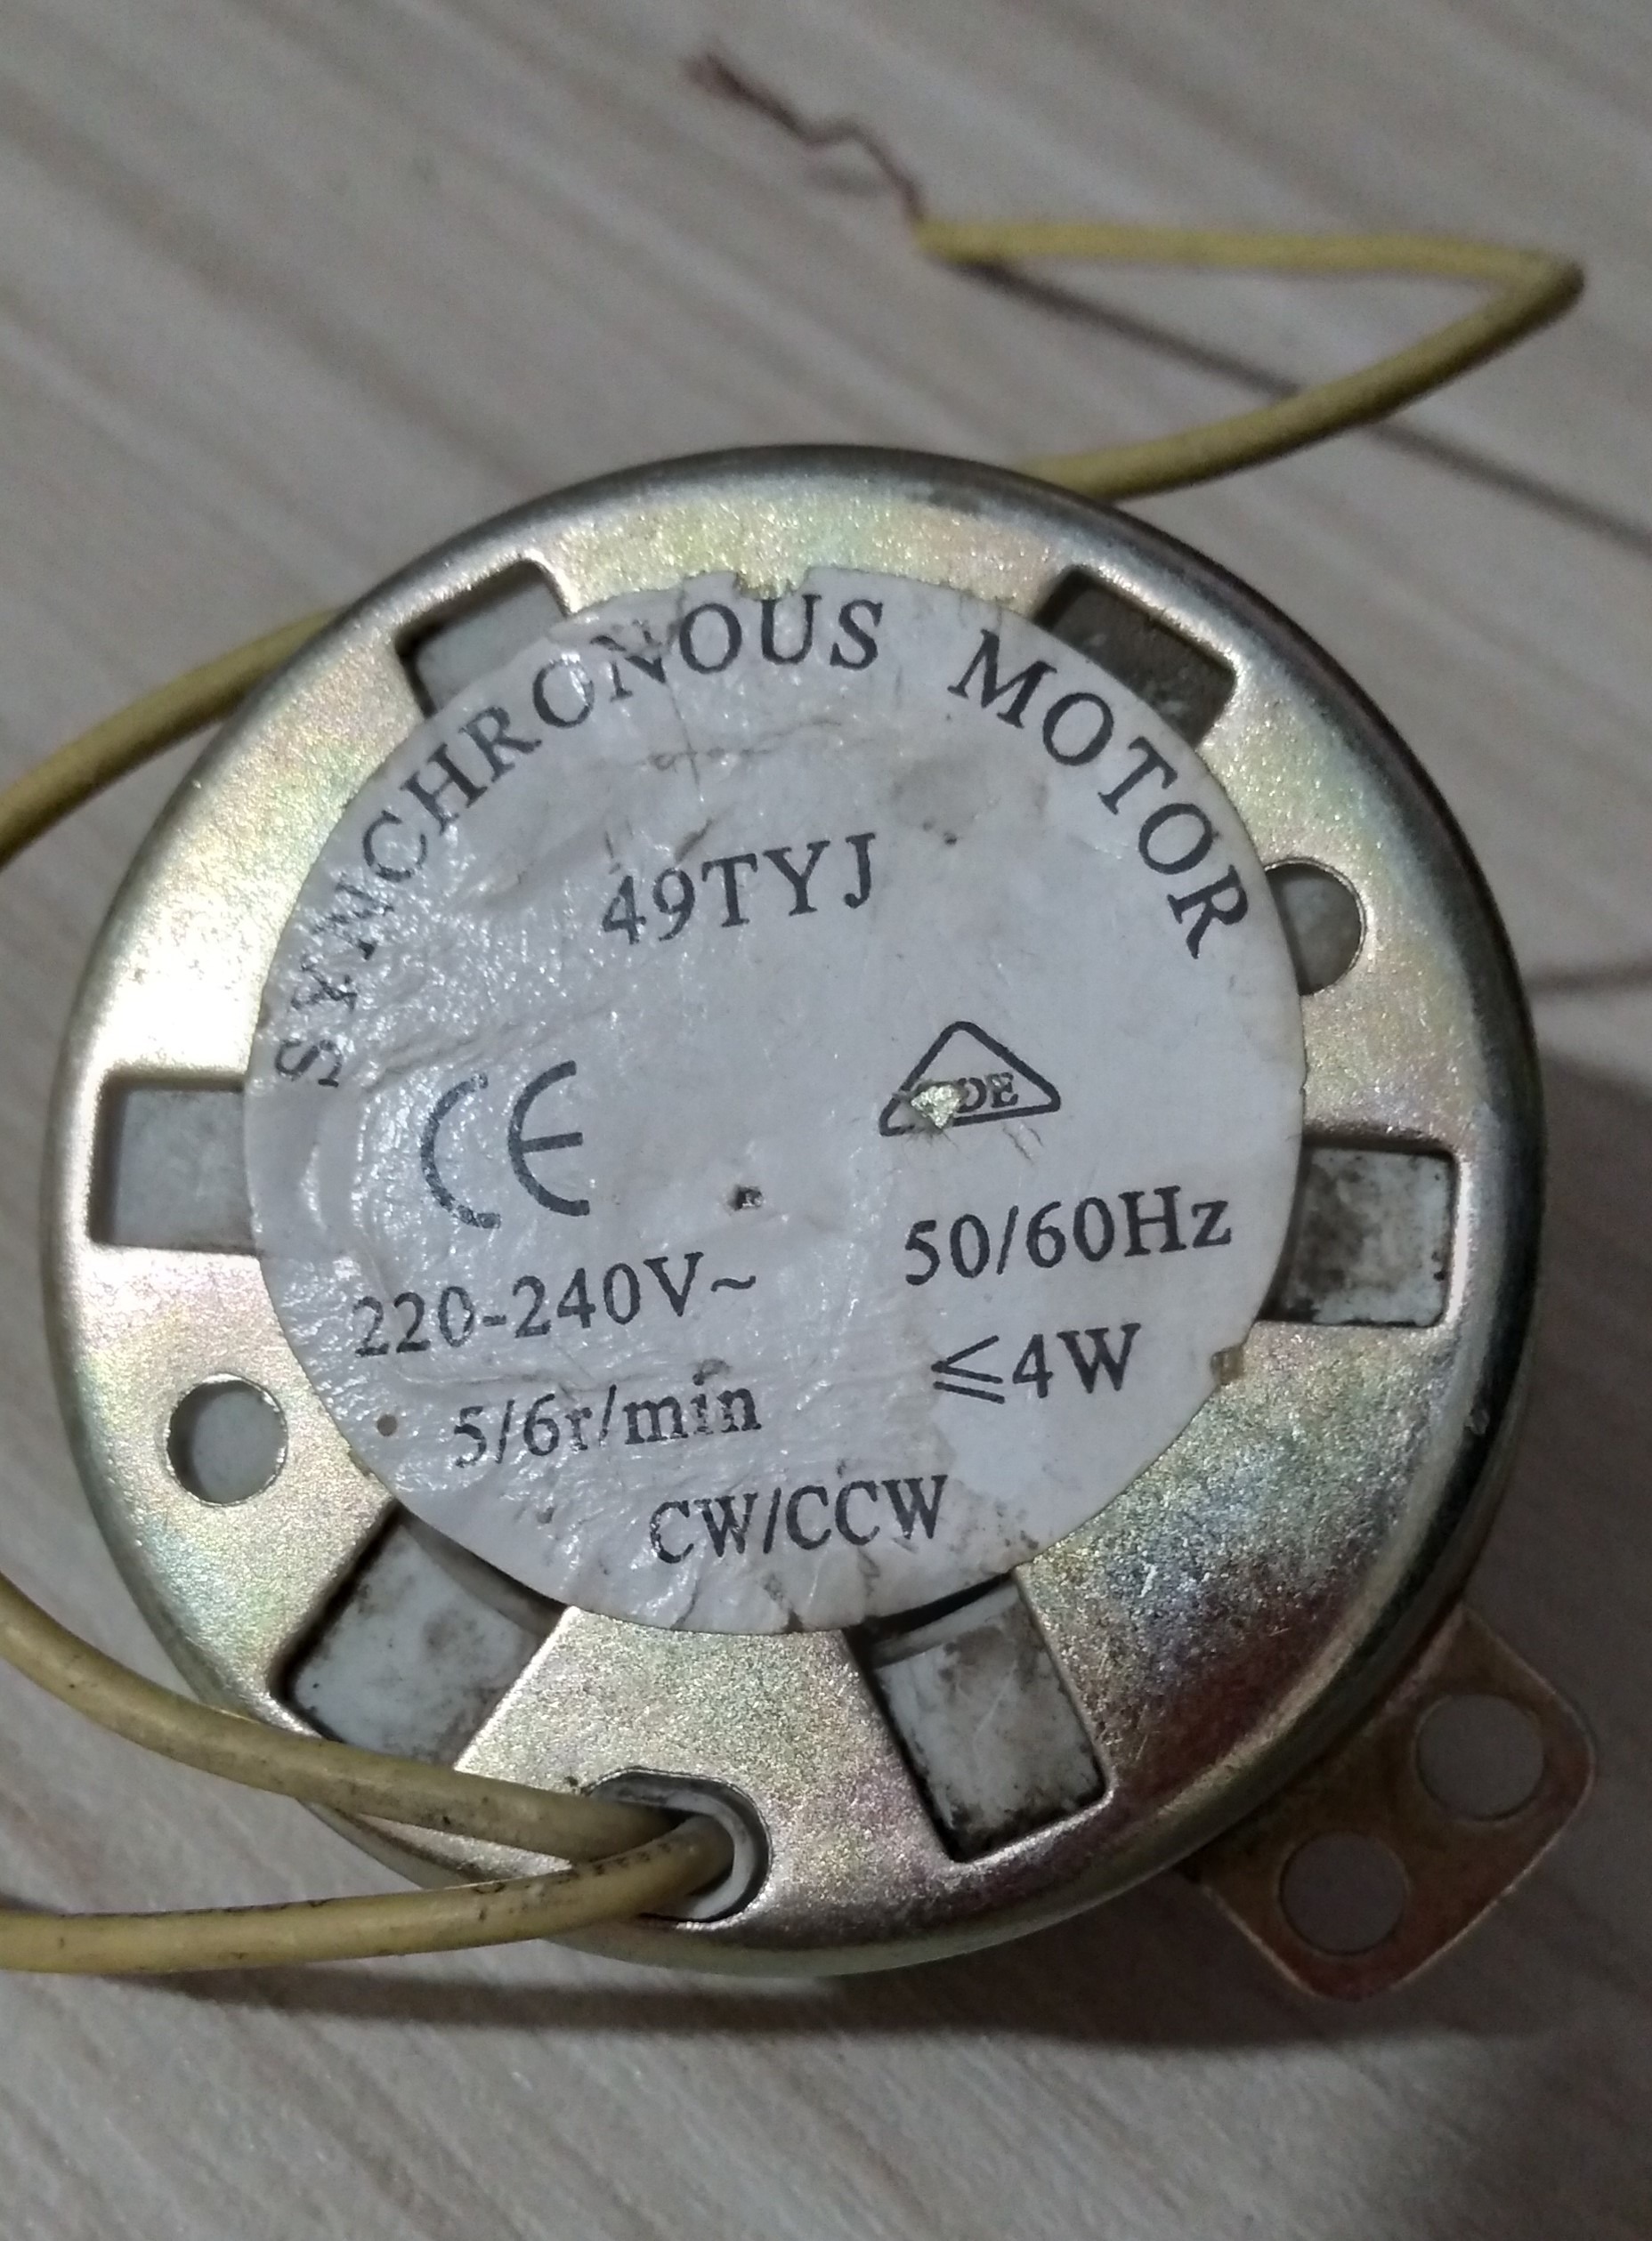 SYNCHRONOUS MOTOR
49TYJ
CE
220-240V~
50/60Hz
5/6r/min
≤4W
CW/CCW